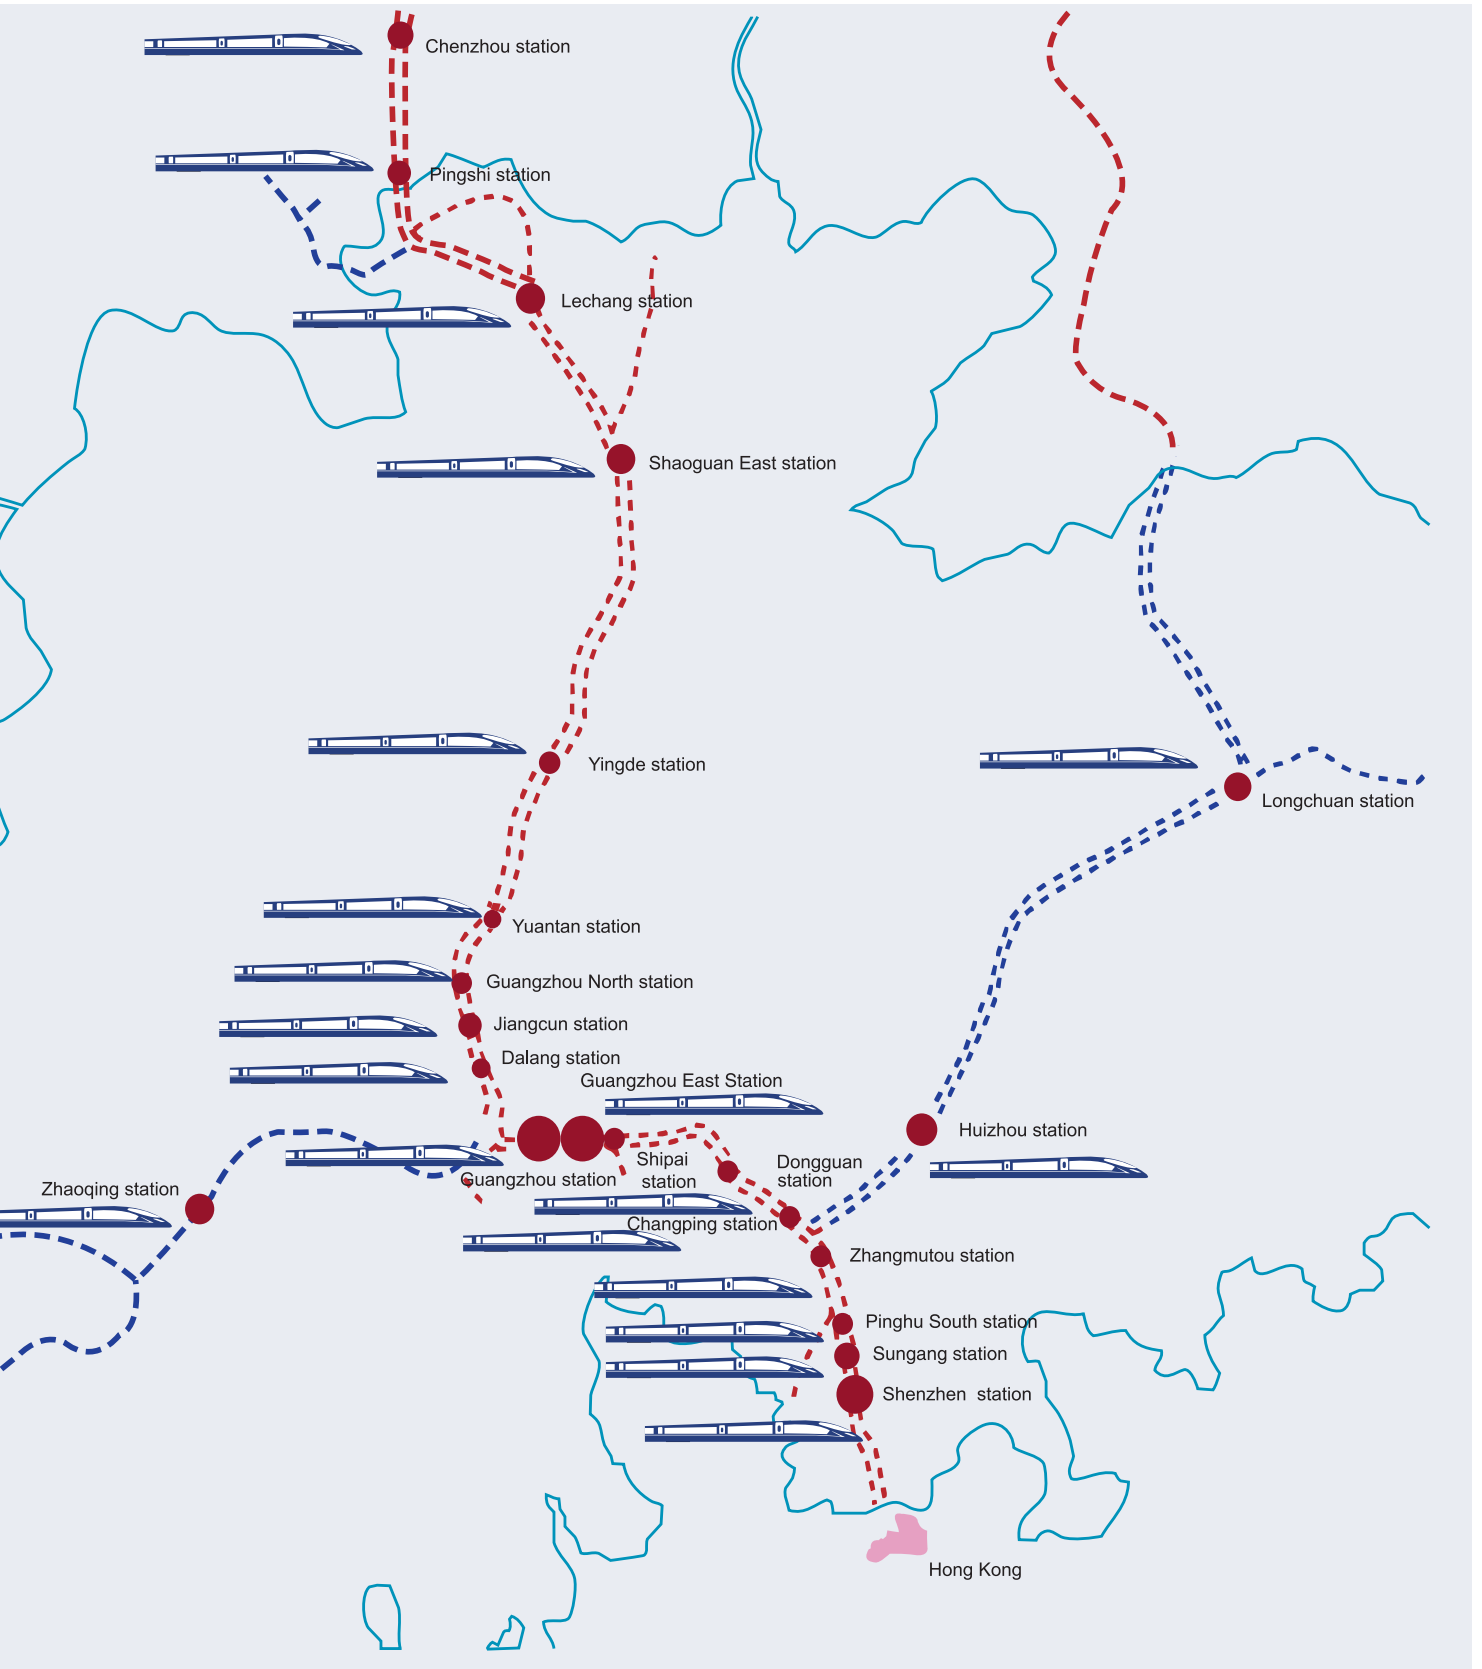 Chenzhou station
Pingshi station
Lechang station
Shaoguan East station
Yingde station
Longchuan station
Yuantan station
Guangzhou North station
Jiangcun station
Dalang station
Guangzhou East Station
Huizhou station
Shipai
station
Dongguan
station
Guangzhou station
Zhaoqing station
Changping station
Zhangmutou station
Pinghu South station
Sungang station
Shenzhen station
Hong Kong